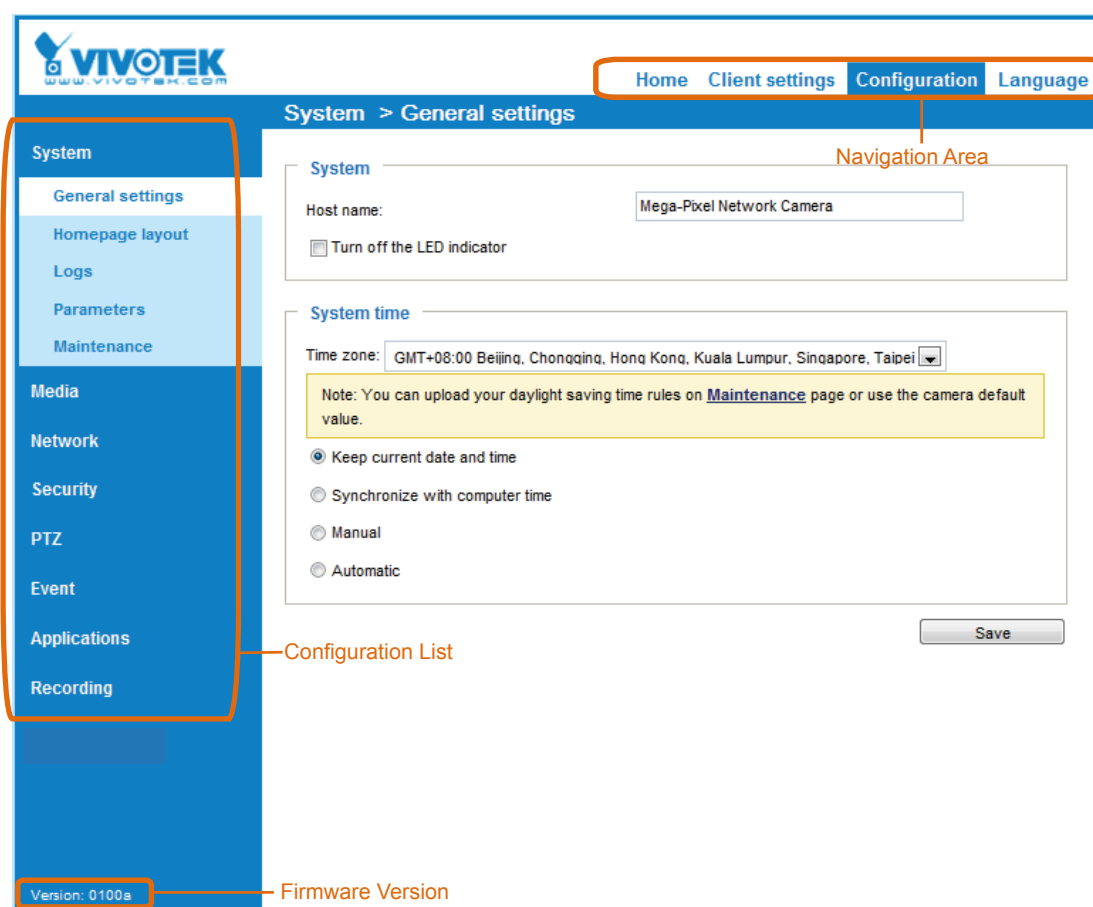 VIVOTEK
www.vivotek.com
Home Client settings Configuration Language
System > General settings
Navigation Area
System
General settings
Homepage layout
Logs
Parameters
Maintenance
Media
Network
Security
PTZ
Event
Applications
Recording
Configuration List
Version: 0100a
Firmware Version
System
Host name: Mega-Pixel Network Camera
Turn off the LED indicator
System time
Time zone: GMT+08:00 Beijing, Chongqing, Hong Kong, Kuala Lumpur, Singapore, Taipei
Note: You can upload your daylight saving time rules on Maintenance page or use the camera default
value.
Keep current date and time
Synchronize with computer time
Manual
Automatic
Save